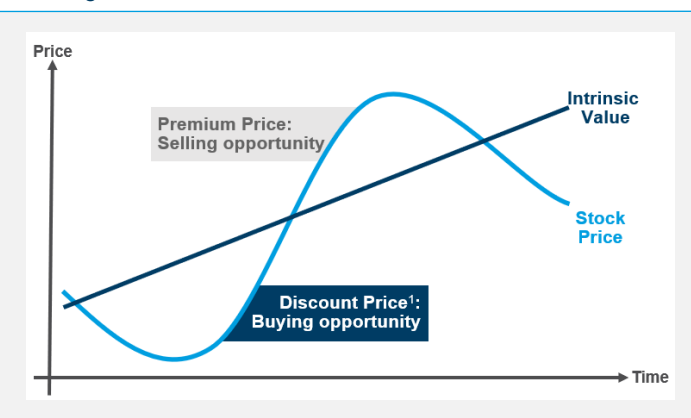 Price
Intrinsic
Value
Premium Price:
Selling opportunity
Stock
Price
Discount Price¹:
Buying opportunity
Time